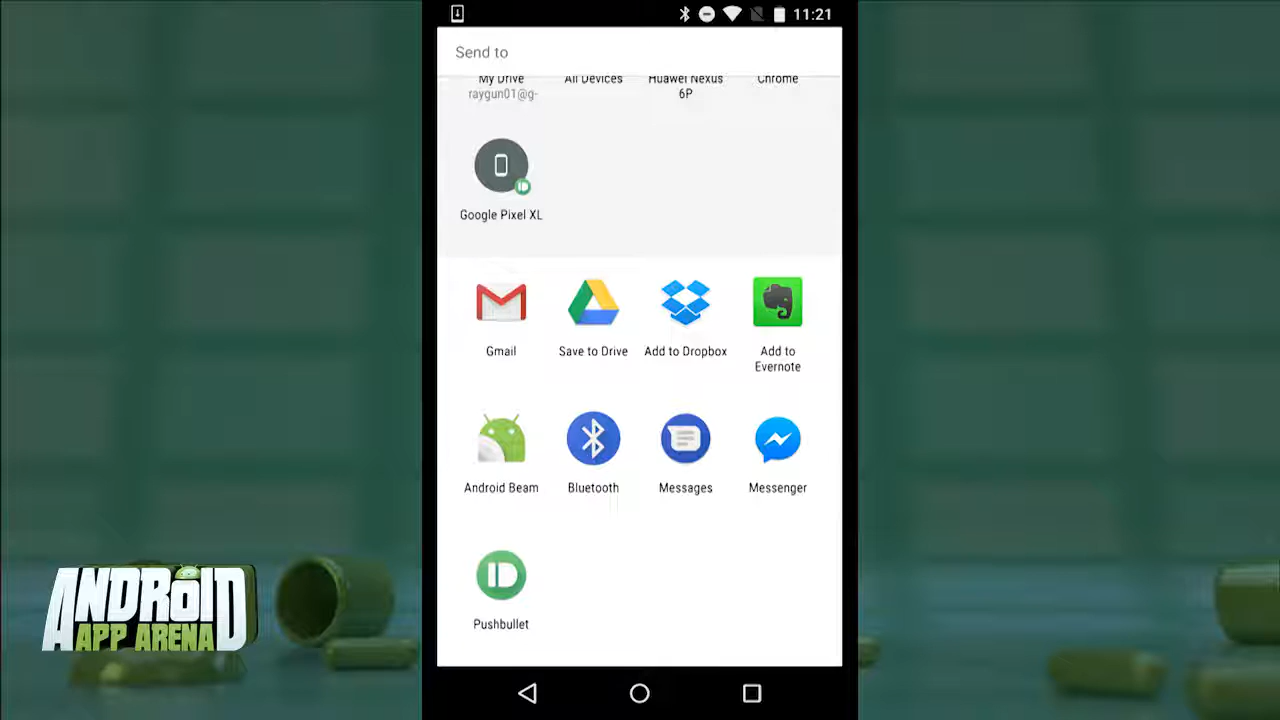 11:21
Send to
My Drive
All Devices
Huawei Nexus
Chrome
raygun01@g-
6P
Google Pixel XL
Gmail
Save to Drive
Add to Dropbox
Add to
Evernote
Android Beam
Bluetooth
Messages
Messenger
Pushbullet
ANDROID
APP ARENA